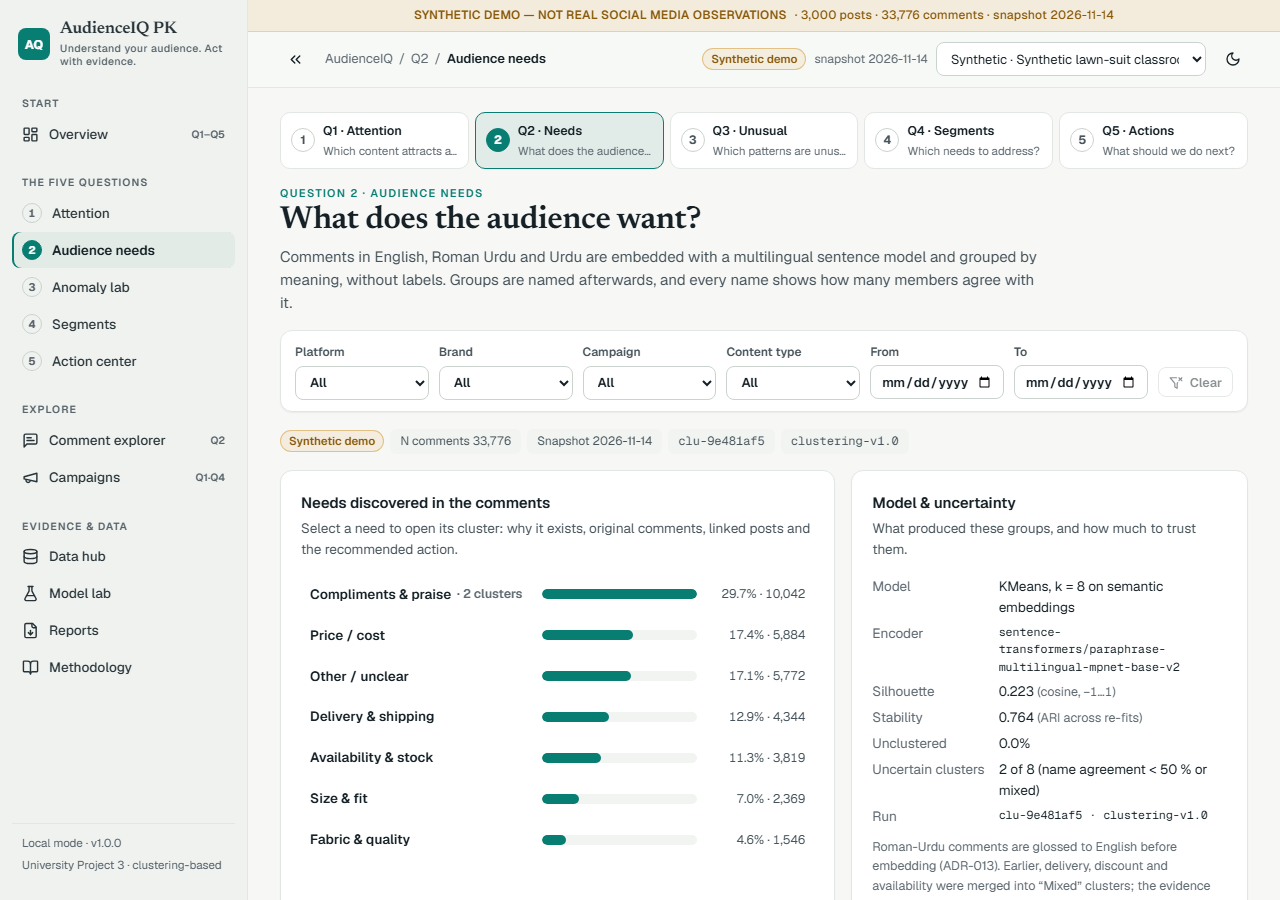 SYNTHETIC DEMO — NOT REAL SOCIAL MEDIA OBSERVATIONS · 3,000 posts · 33,776 comments · snapshot 2026-11-14
AQ
AudienceIQ PK
Understand your audience. Act
with evidence.
START
Overview Q1–Q5
THE FIVE QUESTIONS
1 Attention
2 Audience needs
3 Anomaly lab
4 Segments
5 Action center
EXPLORE
Comment explorer Q2
Campaigns Q1·Q4
EVIDENCE & DATA
Data hub
Model lab
Reports
Methodology
Local mode · v1.0.0
University Project 3 · clustering-based
« AudienceIQ / Q2 / Audience needs
Synthetic demo snapshot 2026-11-14 Synthetic · Synthetic lawn-suit classroo
1 Q1 · Attention
Which content attracts a…
2 Q2 · Needs
What does the audience…
3 Q3 · Unusual
Which patterns are unus…
4 Q4 · Segments
Which needs to address?
5 Q5 · Actions
What should we do next?
QUESTION 2 · AUDIENCE NEEDS
What does the audience want?
Comments in English, Roman Urdu and Urdu are embedded with a multilingual sentence model and grouped by
meaning, without labels. Groups are named afterwards, and every name shows how many members agree with
it.
Platform Brand Campaign Content type From To
All All All All mm/dd/yyyy mm/dd/yyyy Clear
Synthetic demo N comments 33,776 Snapshot 2026-11-14 clu-9e481af5 clustering-v1.0
Needs discovered in the comments
Select a need to open its cluster: why it exists, original comments, linked posts and
the recommended action.
Compliments & praise · 2 clusters 29.7% · 10,042
Price / cost 17.4% · 5,884
Other / unclear 17.1% · 5,772
Delivery & shipping 12.9% · 4,344
Availability & stock 11.3% · 3,819
Size & fit 7.0% · 2,369
Fabric & quality 4.6% · 1,546
Model & uncertainty
What produced these groups, and how much to trust
them.
Model KMeans, k = 8 on semantic
embeddings
Encoder sentence-
transformers/paraphrase-
multilingual-mpnet-base-v2
Silhouette 0.223 (cosine, −1…1)
Stability 0.764 (ARI across re-fits)
Unclustered 0.0%
Uncertain clusters 2 of 8 (name agreement < 50 % or
mixed)
Run clu-9e481af5 · clustering-v1.0
Roman-Urdu comments are glossed to English before
embedding (ADR-013). Earlier, delivery, discount and
availability were merged into “Mixed” clusters; the evidence